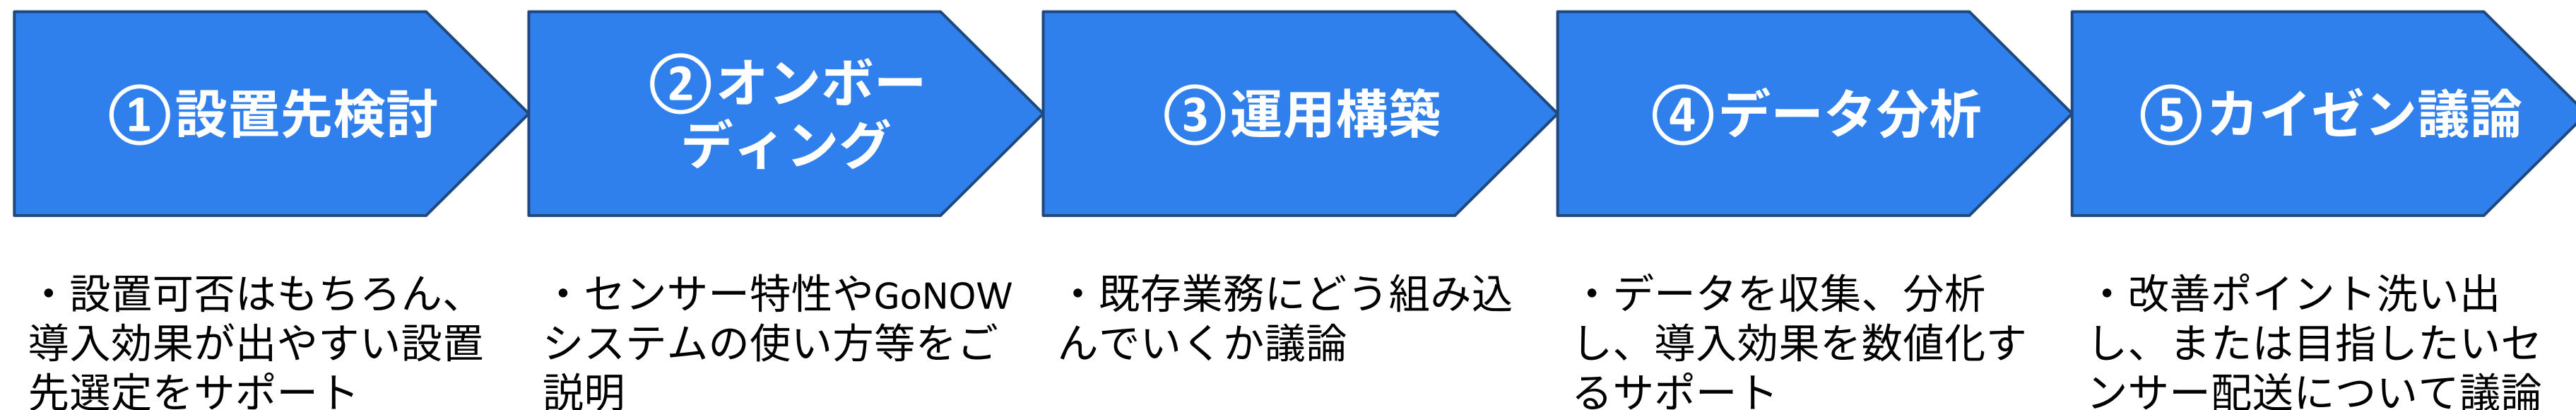 ①設置先検討
②オンボー
ディング
③運用構築
④データ分析
⑤カイゼン議論
・設置可否はもちろん、
導入効果が出やすい設置
先選定をサポート
・センサー特性やGoNOW
システムの使い方等をご
説明
・既存業務にどう組み込
んでいくか議論
・データを収集、分析
し、導入効果を数値化す
るサポート
・改善ポイント洗い出
し、または目指したいセ
ンサー配送について議論